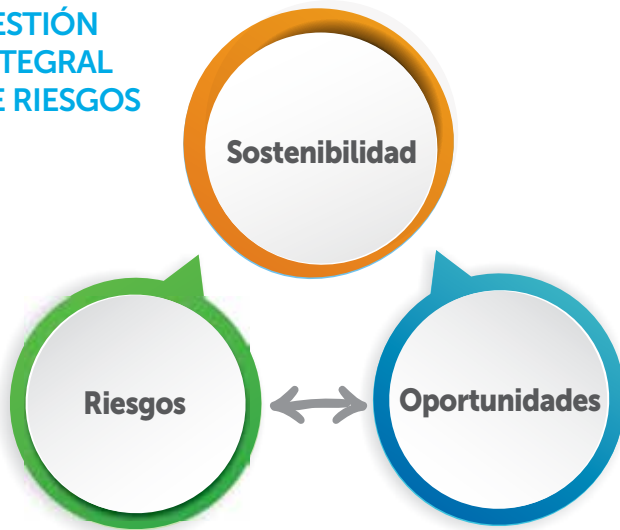 ESTIÓN
TEGRAL
E RIESGOS
Sostenibilidad
Riesgos
Oportunidades